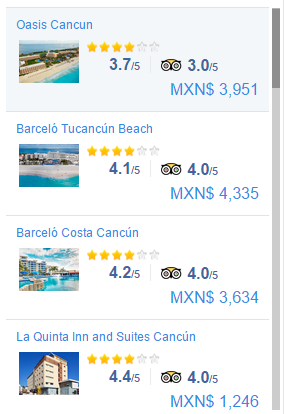 Oasis Cancun
3.7/5 3.0/5
MXN$ 3,951
Barcelò Tucancún Beach
4.1/5 4.0/5
MXN$ 4,335
Barcelò Costa Cancún
4.2/5 4.0/5
MXN$ 3,634
La Quinta Inn and Suites Cancún
4.4/5 4.0/5
MXN$ 1,246